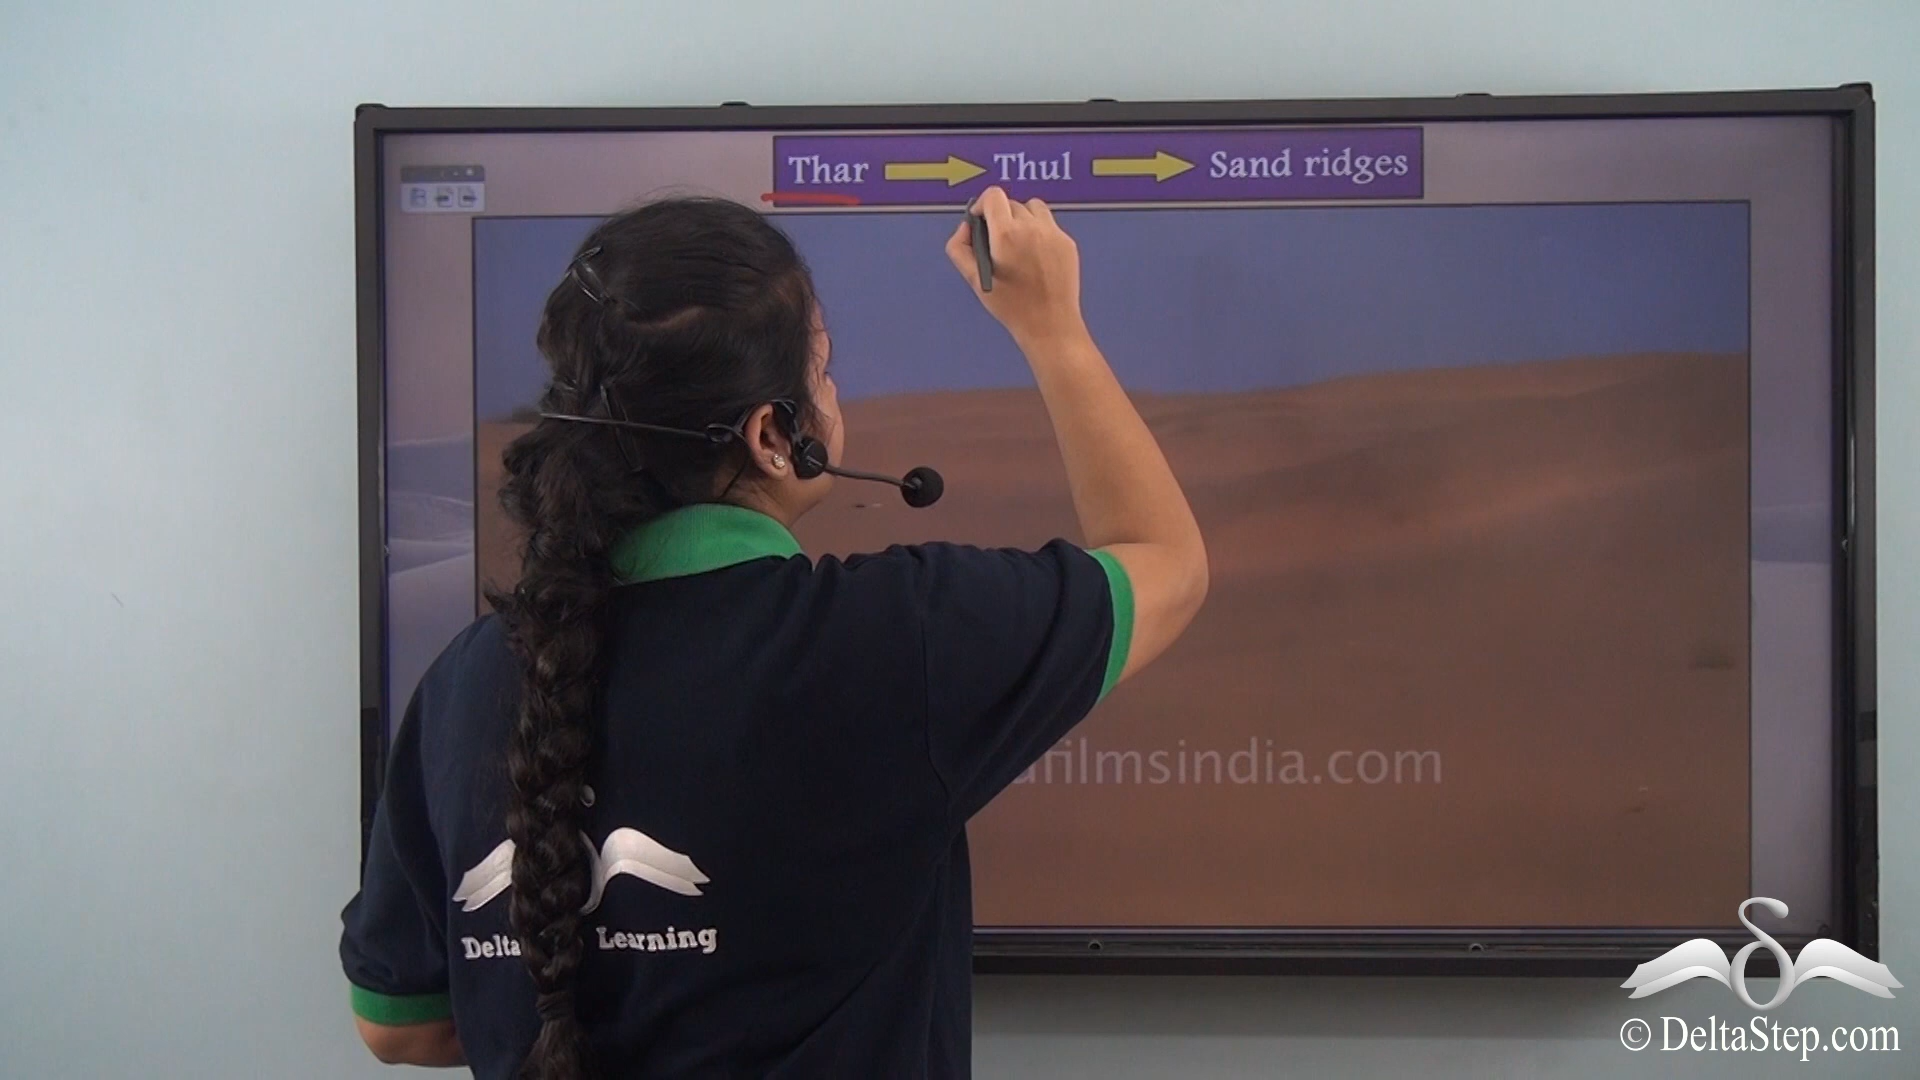 Thar Thul Sand ridges
filmsindia.com
Delta Learning
© DeltaStep.com